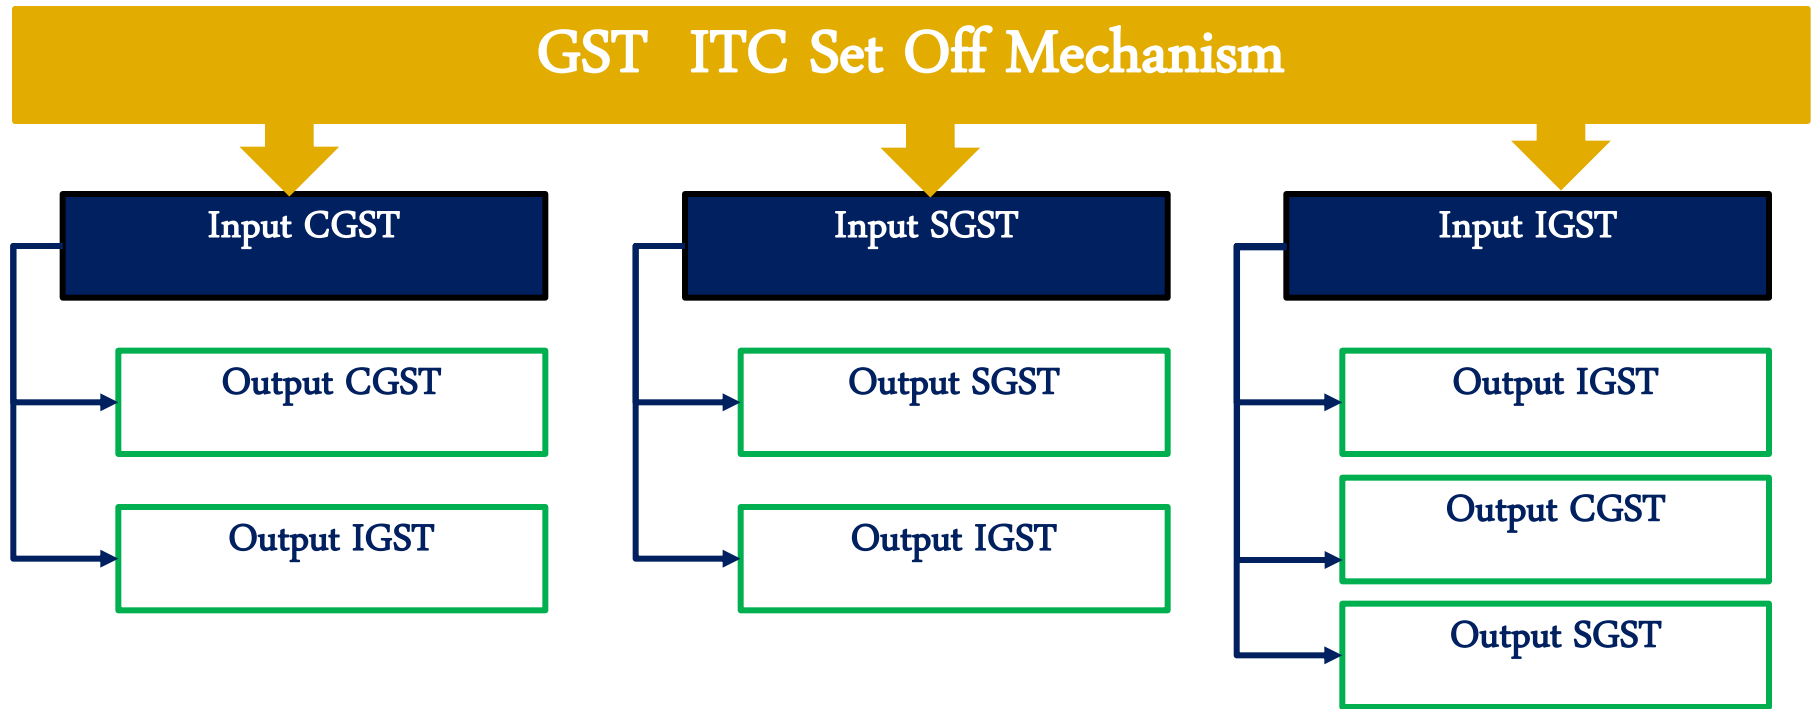 GST ITC Set Off Mechanism
Input CGST
Output CGST
Output IGST
Input SGST
Output SGST
Output IGST
Input IGST
Output IGST
Output CGST
Output SGST